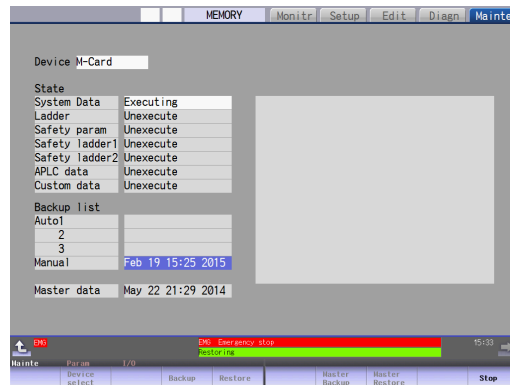 MEMORY Monitr Setup Edit Diagn Mainte
Device M-Card
State
System Data Executing
Ladder Unexecute
Safety param Unexecute
Safety ladder1 Unexecute
Safety ladder2 Unexecute
APLC data Unexecute
Custom data Unexecute
Backup list
Auto1
2
3
Manual Feb 19 15:25 2015
Master data May 22 21:29 2014
EMG EMG Emergency stop 15:33
Restoring
Mainte Param I/O
Device select Backup Restore Master Backup Master Restore Stop